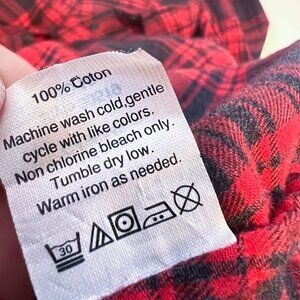 100% Coton
Machine wash cold,gentle
cycle with like colors.
Non chlorine bleach only.
Tumble dry low.
Warm iron as needed.
30